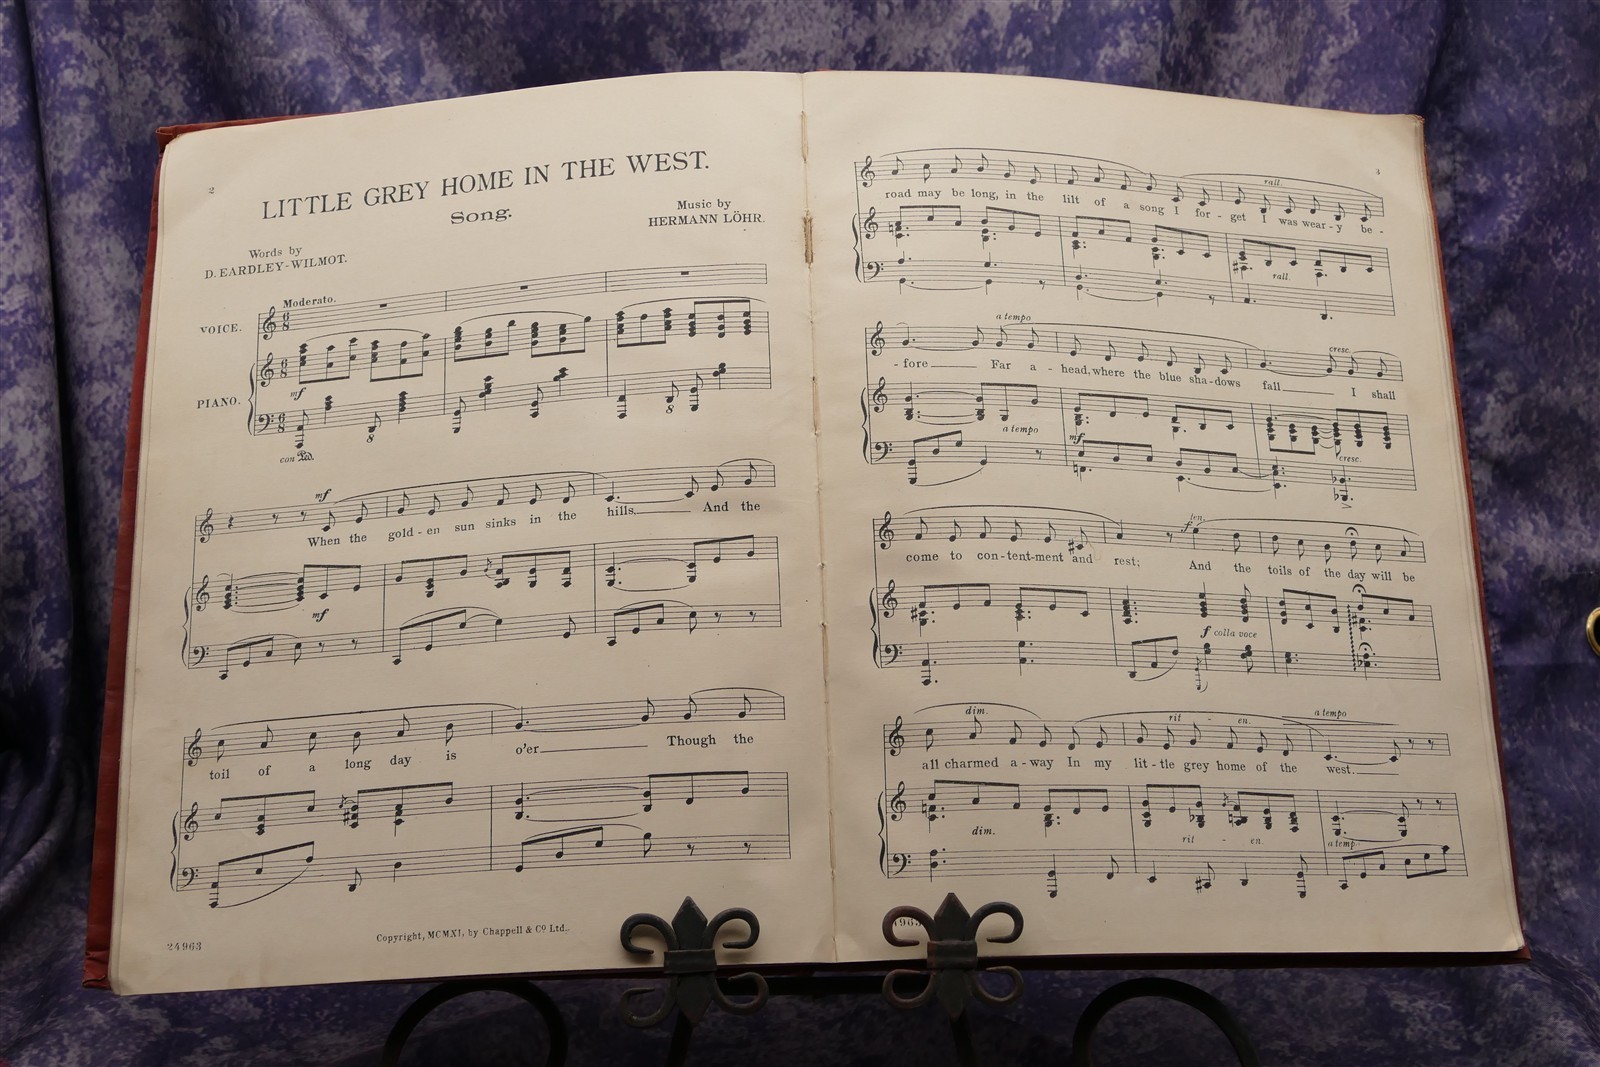 2
LITTLE GREY HOME IN THE WEST.
Song.
Music by
HERMANN LÖHR.
Words by
D. EARDLEY-WILMOT.
Moderato.
VOICE.
PIANO.
mf
8
8
con Ped.
mf
When the gold - en sun sinks in the hills, And the
mf
toil of a long day is o'er Though the
24963
Copyright, MCMXI, by Chappell & Co Ltd.
3
rall.
road may be long, in the lilt of a song I for - get I was wear - y be -
rall.
a tempo
cresc.
- fore Far a - head, where the blue sha - dows fall I shall
a tempo
mf
cresc.
f ten.
come to con - tent - ment and rest; And the toils of the day will be
f colla voce
dim.
rit - en.
a tempo
all charmed a - way In my lit - tle grey home of the west.
dim.
rit - en.
a temp